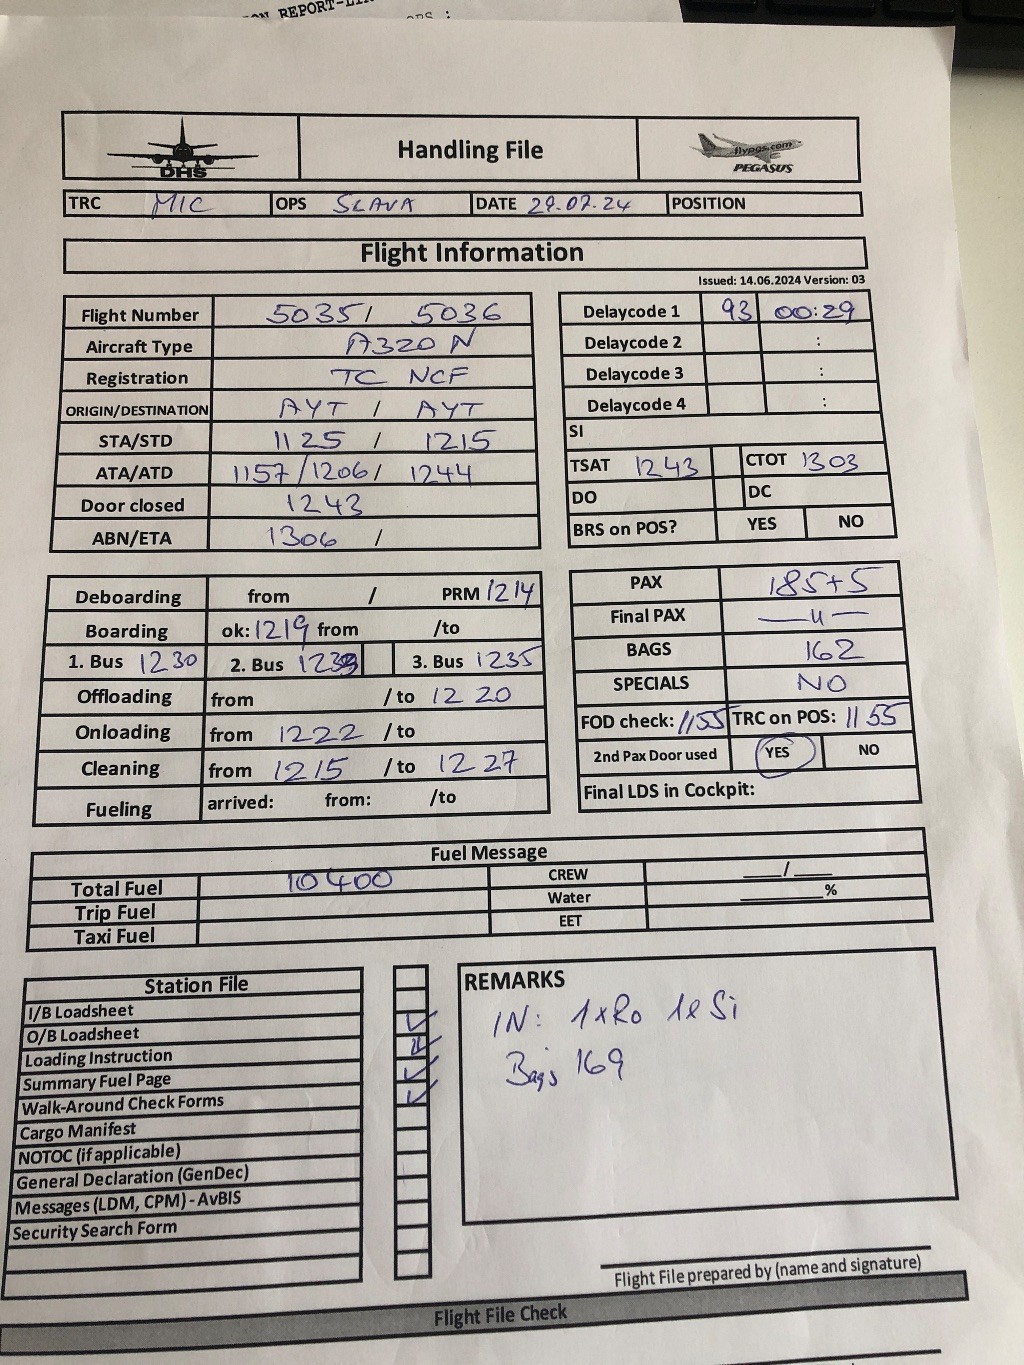 ON REPORT-LI
DHS
Handling File
flypgs.com
PEGASUS
TRC MIC OPS SLAVA DATE 29.07.24 POSITION
Flight Information
Issued: 14.06.2024 Version: 03
Flight Number 5035 / 5036
Aircraft Type A320 N
Registration TC NCF
ORIGIN/DESTINATION AYT / AYT
STA/STD 1125 / 1215
ATA/ATD 1157/1206/ 1244
Door closed 1243
ABN/ETA 1306 /
Delaycode 1 93 00:29
Delaycode 2 :
Delaycode 3 :
Delaycode 4 :
SI
TSAT 1243 CTOT 1303
DO DC
BRS on POS? YES NO
Deboarding from / PRM 1214
Boarding ok: 1219 from /to
1. Bus 1230 2. Bus 3. Bus 1235
Offloading from / to 1220
Onloading from 1222 / to
Cleaning from 1215 / to 1227
Fueling arrived: from: /to
PAX 185+5
Final PAX —u—
BAGS 162
SPECIALS NO
FOD check: 1155 TRC on POS: 1155
2nd Pax Door used YES NO
Final LDS in Cockpit:
Fuel Message
Total Fuel 10400 CREW ___/___
Trip Fuel Water ______%
Taxi Fuel EET
Station File
I/B Loadsheet
O/B Loadsheet
Loading Instruction
Summary Fuel Page
Walk-Around Check Forms
Cargo Manifest
NOTOC (if applicable)
General Declaration (GenDec)
Messages (LDM, CPM) - AvBIS
Security Search Form
REMARKS
IN: 1xRo 1x Si
Bags 169
Flight File prepared by (name and signature)
Flight File Check